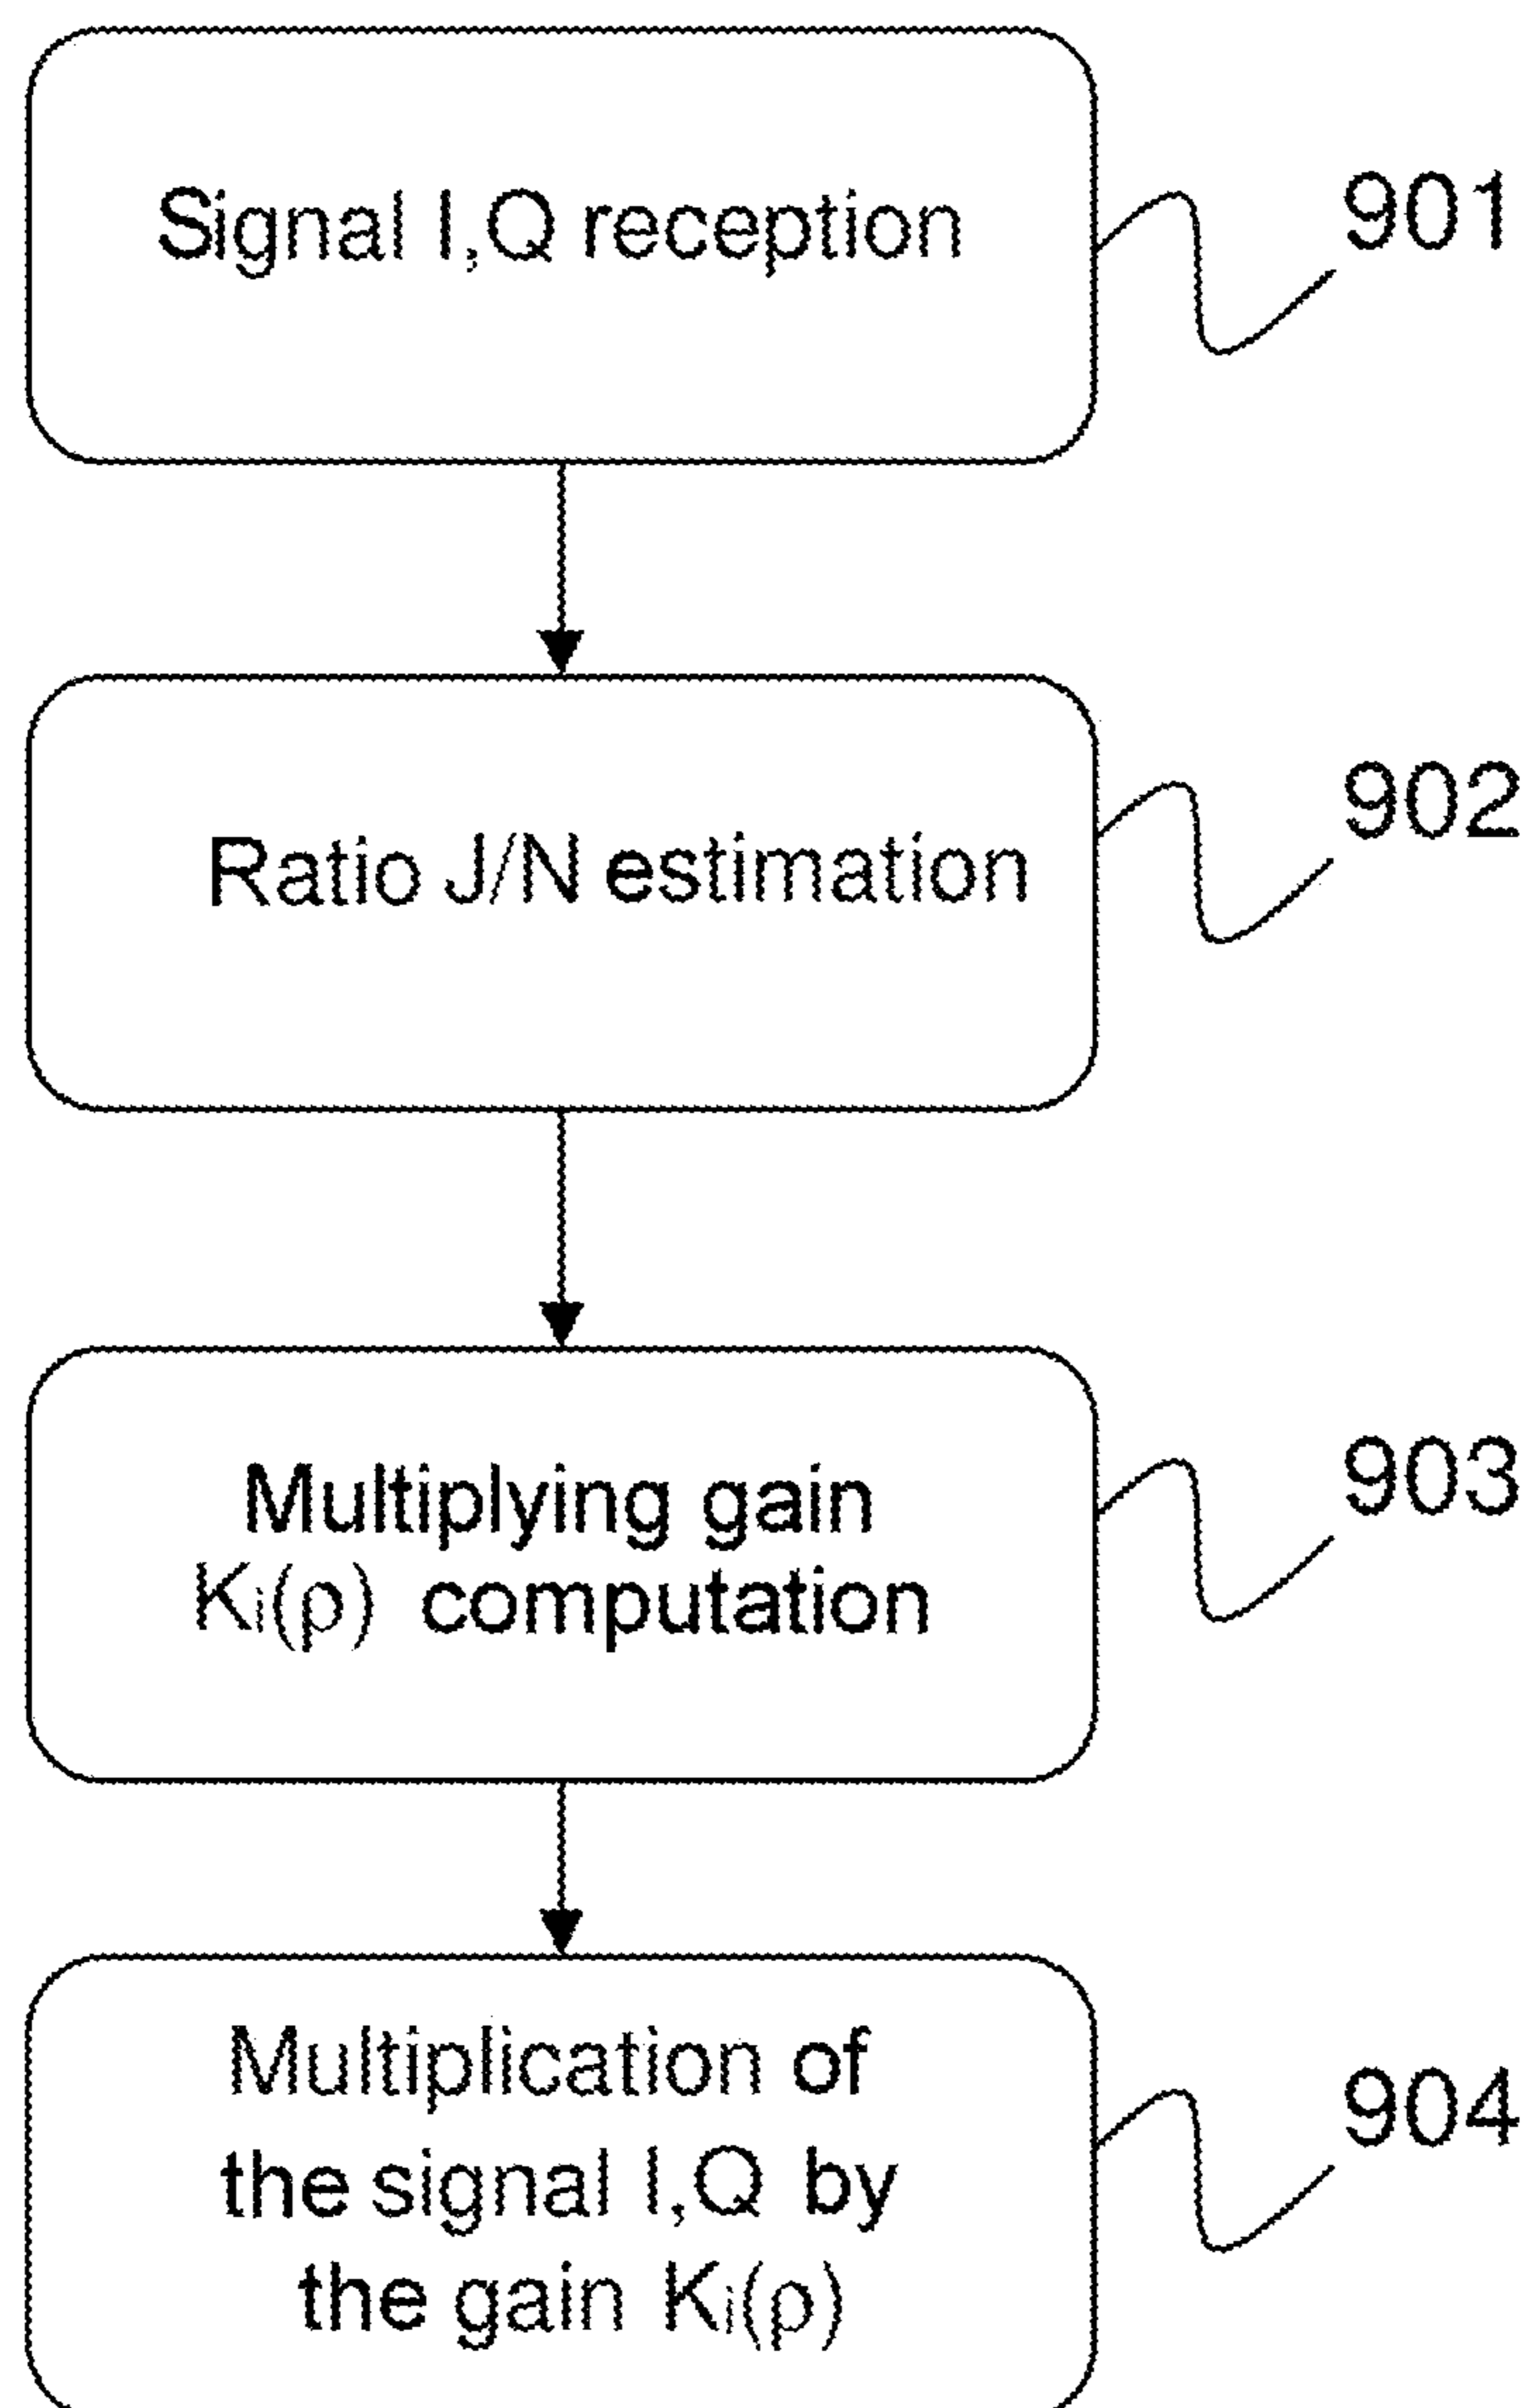 Signal I,Q reception
901
Ratio J/N estimation
902
Multiplying gain
Ki(ρ) computation
903
Multiplication of
the signal I,Q by
the gain Ki(ρ)
904